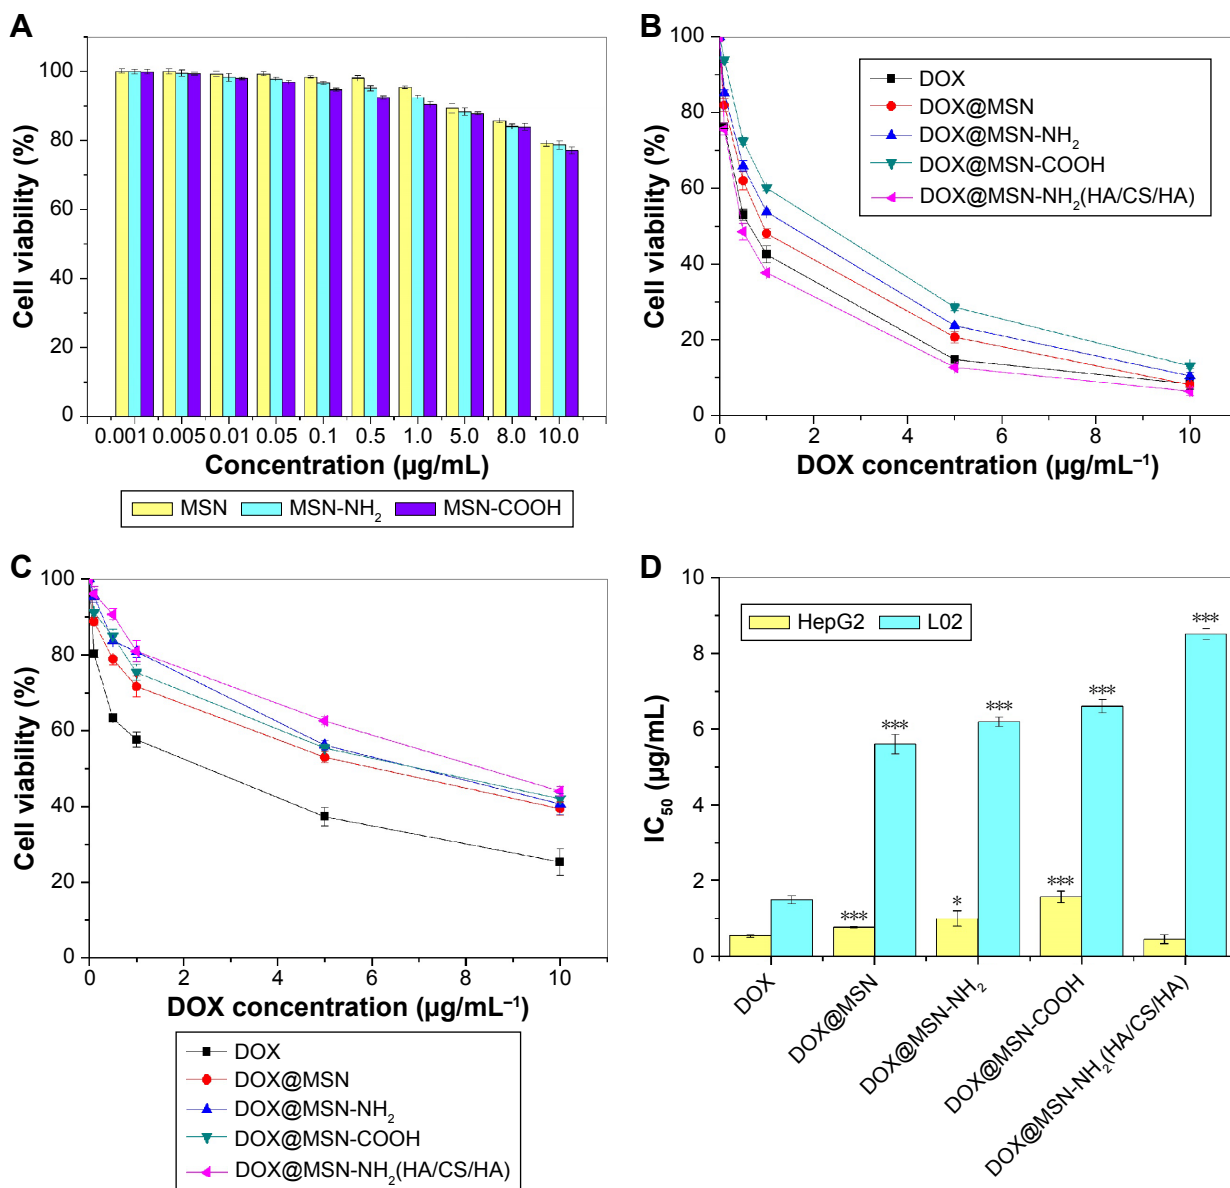 A
Cell viability (%)
100
80
60
40
20
0
0.001 0.005 0.01 0.05 0.1 0.5 1.0 5.0 8.0 10.0
Concentration (µg/mL)
MSN MSN-NH₂ MSN-COOH
B
Cell viability (%)
100
80
60
40
20
0
DOX
DOX@MSN
DOX@MSN-NH₂
DOX@MSN-COOH
DOX@MSN-NH₂(HA/CS/HA)
0 2 4 6 8 10
DOX concentration (µg/mL⁻¹)
C
Cell viability (%)
100
80
60
40
20
0
0 2 4 6 8 10
DOX concentration (µg/mL⁻¹)
DOX
DOX@MSN
DOX@MSN-NH₂
DOX@MSN-COOH
DOX@MSN-NH₂(HA/CS/HA)
D
IC₅₀ (µg/mL)
10
8
6
4
2
0
HepG2 L02
*** *** * *** *** *** ***
DOX
DOX@MSN
DOX@MSN-NH₂
DOX@MSN-COOH
DOX@MSN-NH₂(HA/CS/HA)